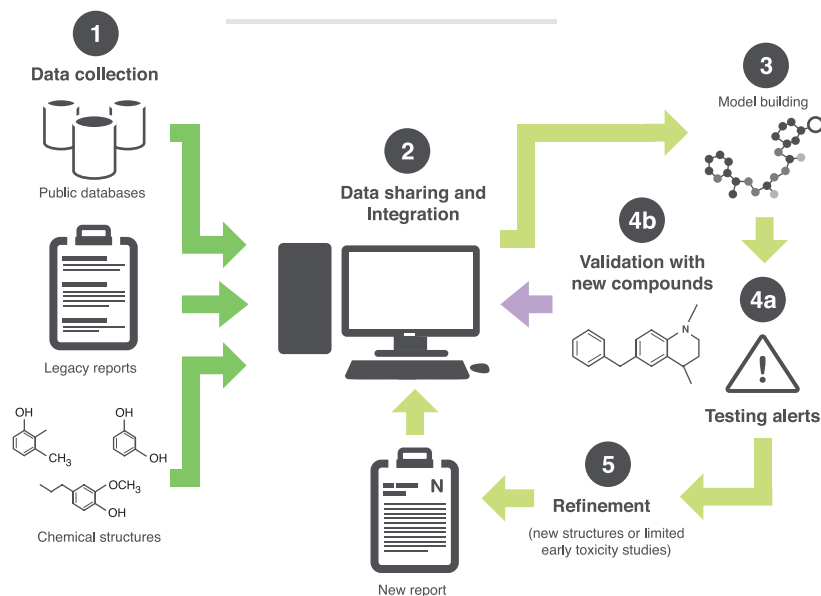 1
Data collection
Public databases
Legacy reports
OH
CH3
OH
OH
OCH3
OH
Chemical structures
2
Data sharing and
Integration
3
Model building
4b
Validation with
new compounds
N
4a
!
Testing alerts
5
Refinement
(new structures or limited
early toxicity studies)
N
New report